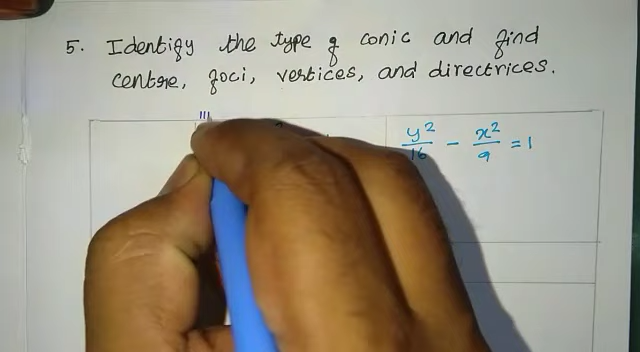 5. Identify the type of conic and find
centre, foci, vertices, and directrices.
y²/16 - x²/9 = 1